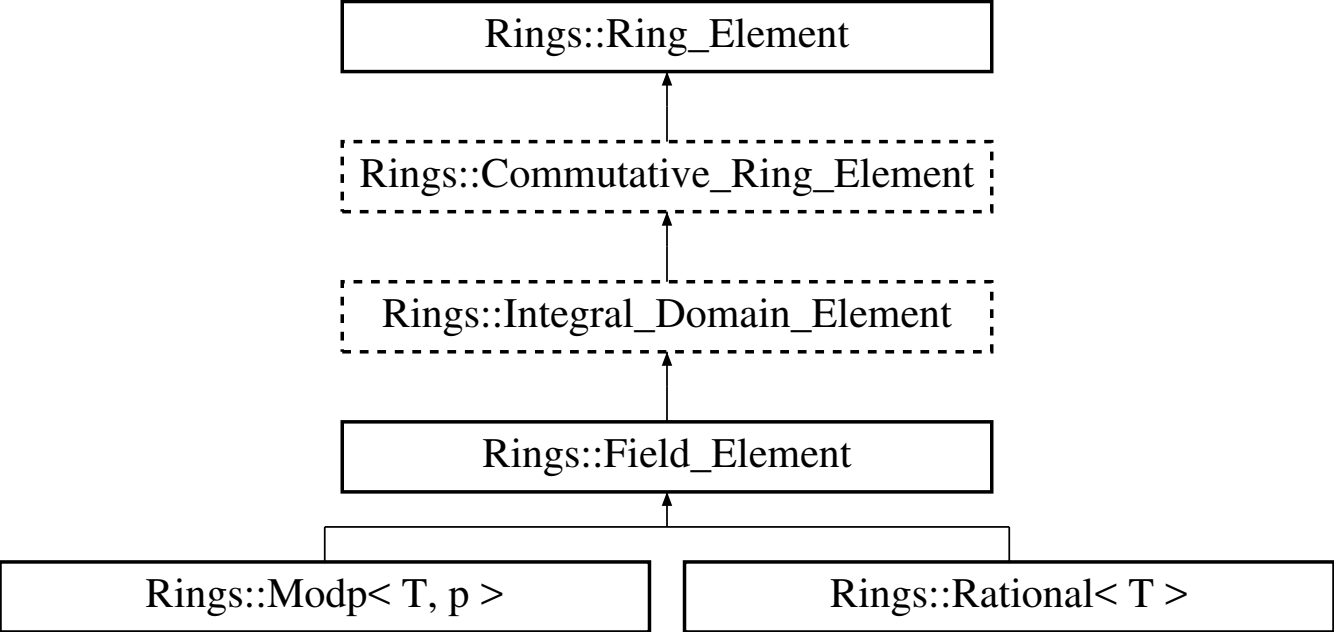 Rings::Ring_Element
Rings::Commutative_Ring_Element
Rings::Integral_Domain_Element
Rings::Field_Element
Rings::Modp< T, p >
Rings::Rational< T >